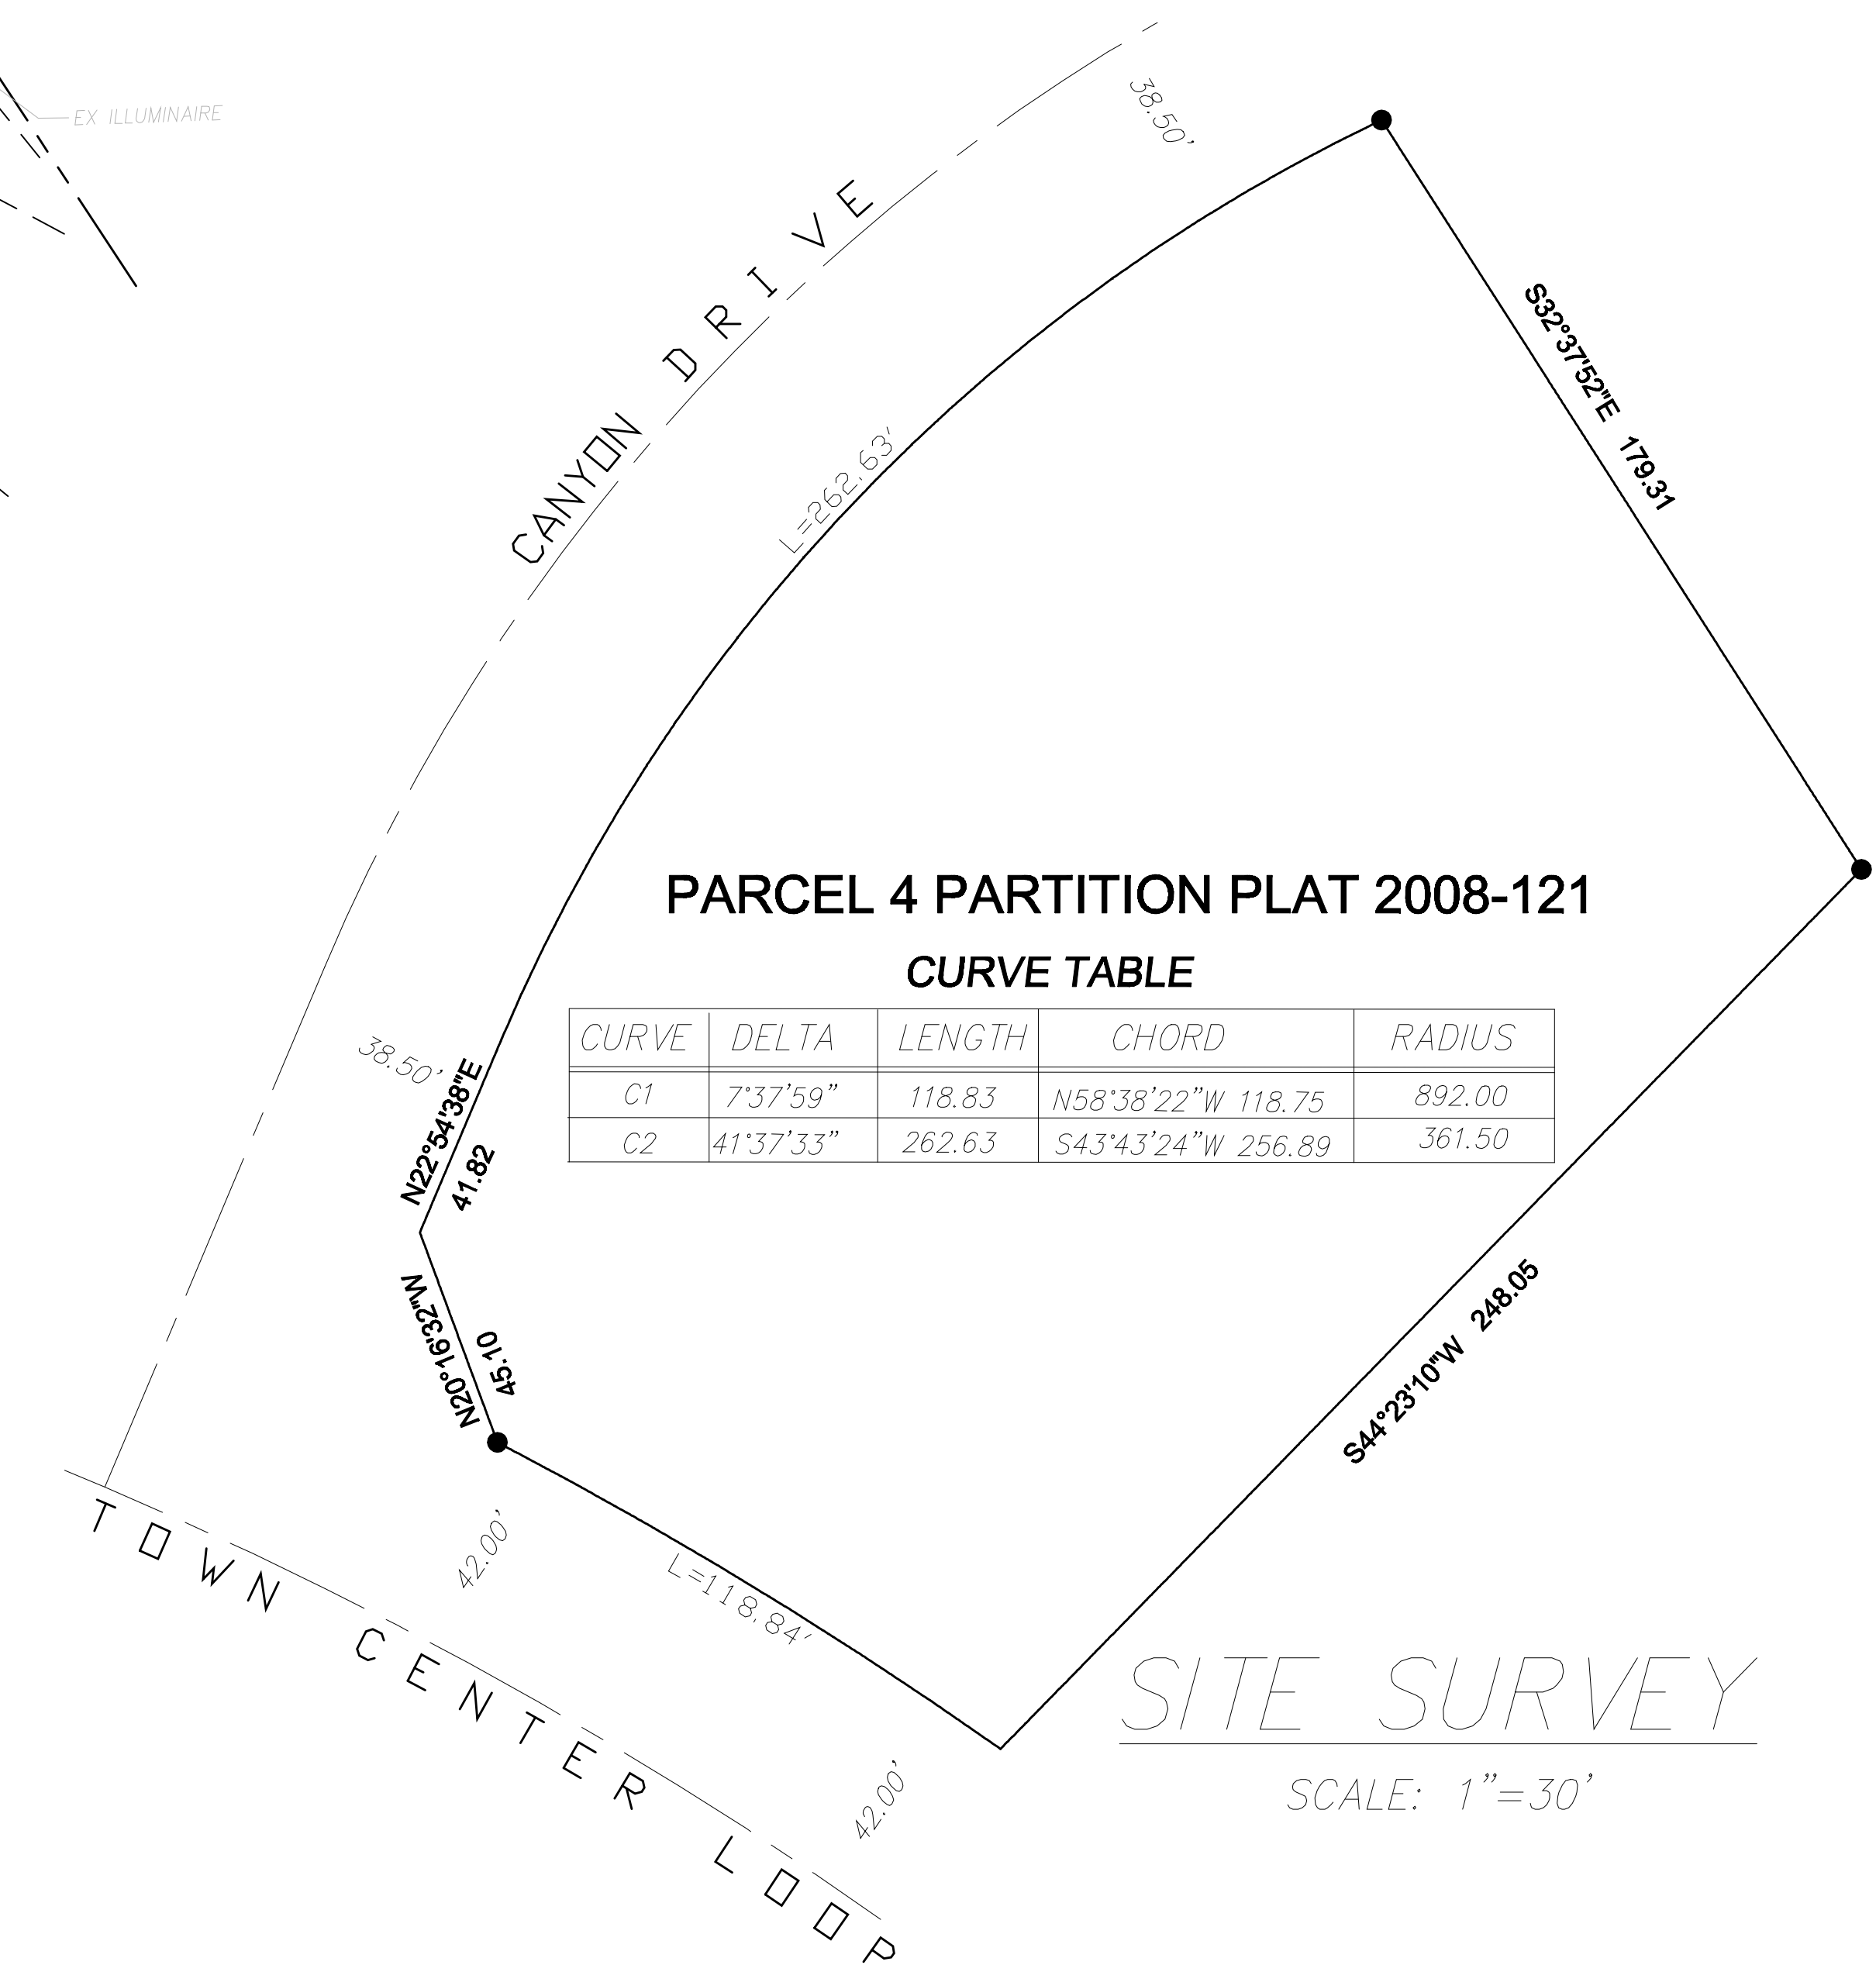 EX ILLUMINAIRE
38.50'
CANYON DRIVE
L=262.63'
S32°37'52"E 179.31
PARCEL 4 PARTITION PLAT 2008-121
CURVE TABLE
CURVE DELTA LENGTH CHORD RADIUS
C1 7°37'59" 118.83 N58°38'22"W 118.75 892.00
C2 41°37'33" 262.63 S43°43'24"W 256.89 361.50
38.50'
N22°54'38"E
41.82
N20°16'32"W
45.10
S44°23'10"W 248.05
42.00'
L=118.84'
TOWN CENTER LOOP
42.00'
SITE SURVEY
SCALE: 1"=30'